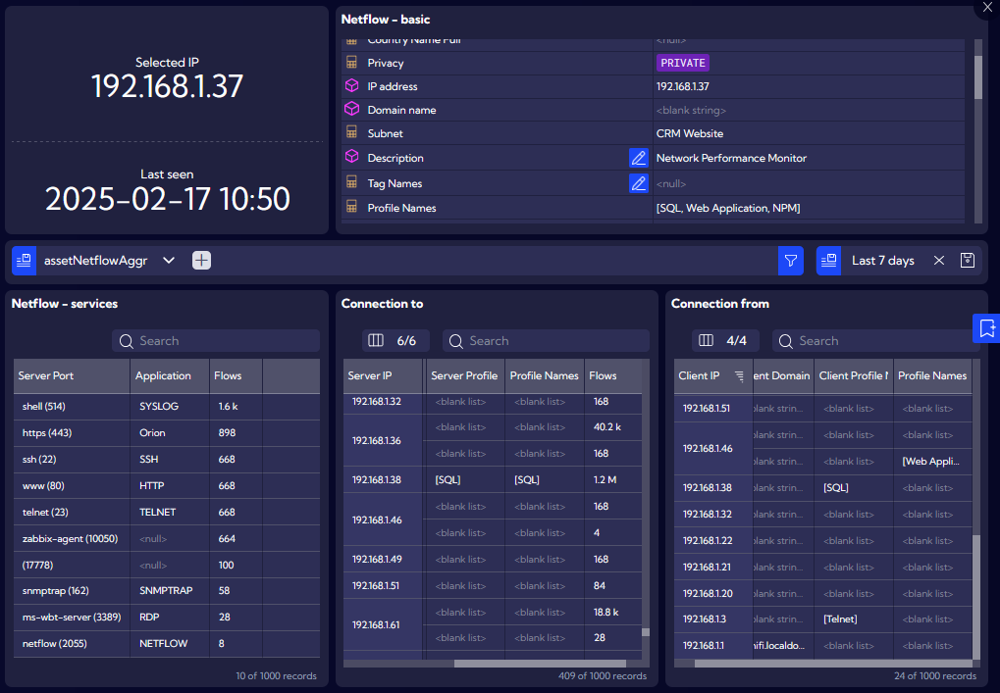 Selected IP
192.168.1.37
Last seen
2025-02-17 10:50
Netflow - basic
Country Name Full <null>
Privacy PRIVATE
IP address 192.168.1.37
Domain name <blank string>
Subnet CRM Website
Description Network Performance Monitor
Tag Names <null>
Profile Names [SQL, Web Application, NPM]
assetNetflowAggr
Last 7 days
Netflow - services
Search
Server Port Application Flows
shell (514) SYSLOG 1.6 k
https (443) Orion 898
ssh (22) SSH 668
www (80) HTTP 668
telnet (23) TELNET 668
zabbix-agent (10050) <null> 664
(17778) <null> 100
snmptrap (162) SNMPTRAP 58
ms-wbt-server (3389) RDP 28
netflow (2055) NETFLOW 8
10 of 1000 records
Connection to
6/6 Search
Server IP Server Profile Profile Names Flows
192.168.1.32 <blank list> <blank list> 168
192.168.1.36 <blank list> <blank list> 40.2 k
<blank list> <blank list> 168
192.168.1.38 [SQL] [SQL] 1.2 M
192.168.1.46 <blank list> <blank list> 168
<blank list> <blank list> 4
192.168.1.49 <blank list> <blank list> 168
192.168.1.51 <blank list> <blank list> 84
192.168.1.61 <blank list> <blank list> 18.8 k
<blank list> <blank list> 28
409 of 1000 records
Connection from
4/4 Search
Client IP ent Domain Client Profile N Profile Names
192.168.1.51 blank strin... <blank list> <blank list>
192.168.1.46 blank strin... <blank list> <blank list>
blank strin... <blank list> [Web Appli...
192.168.1.38 blank strin... [SQL] <blank list>
192.168.1.32 blank strin... <blank list> <blank list>
192.168.1.22 blank strin... <blank list> <blank list>
192.168.1.21 blank strin... <blank list> <blank list>
192.168.1.20 blank strin... <blank list> <blank list>
192.168.1.3 blank strin... [Telnet] <blank list>
192.168.1.1 nifi.localdo... <blank list> <blank list>
24 of 1000 records